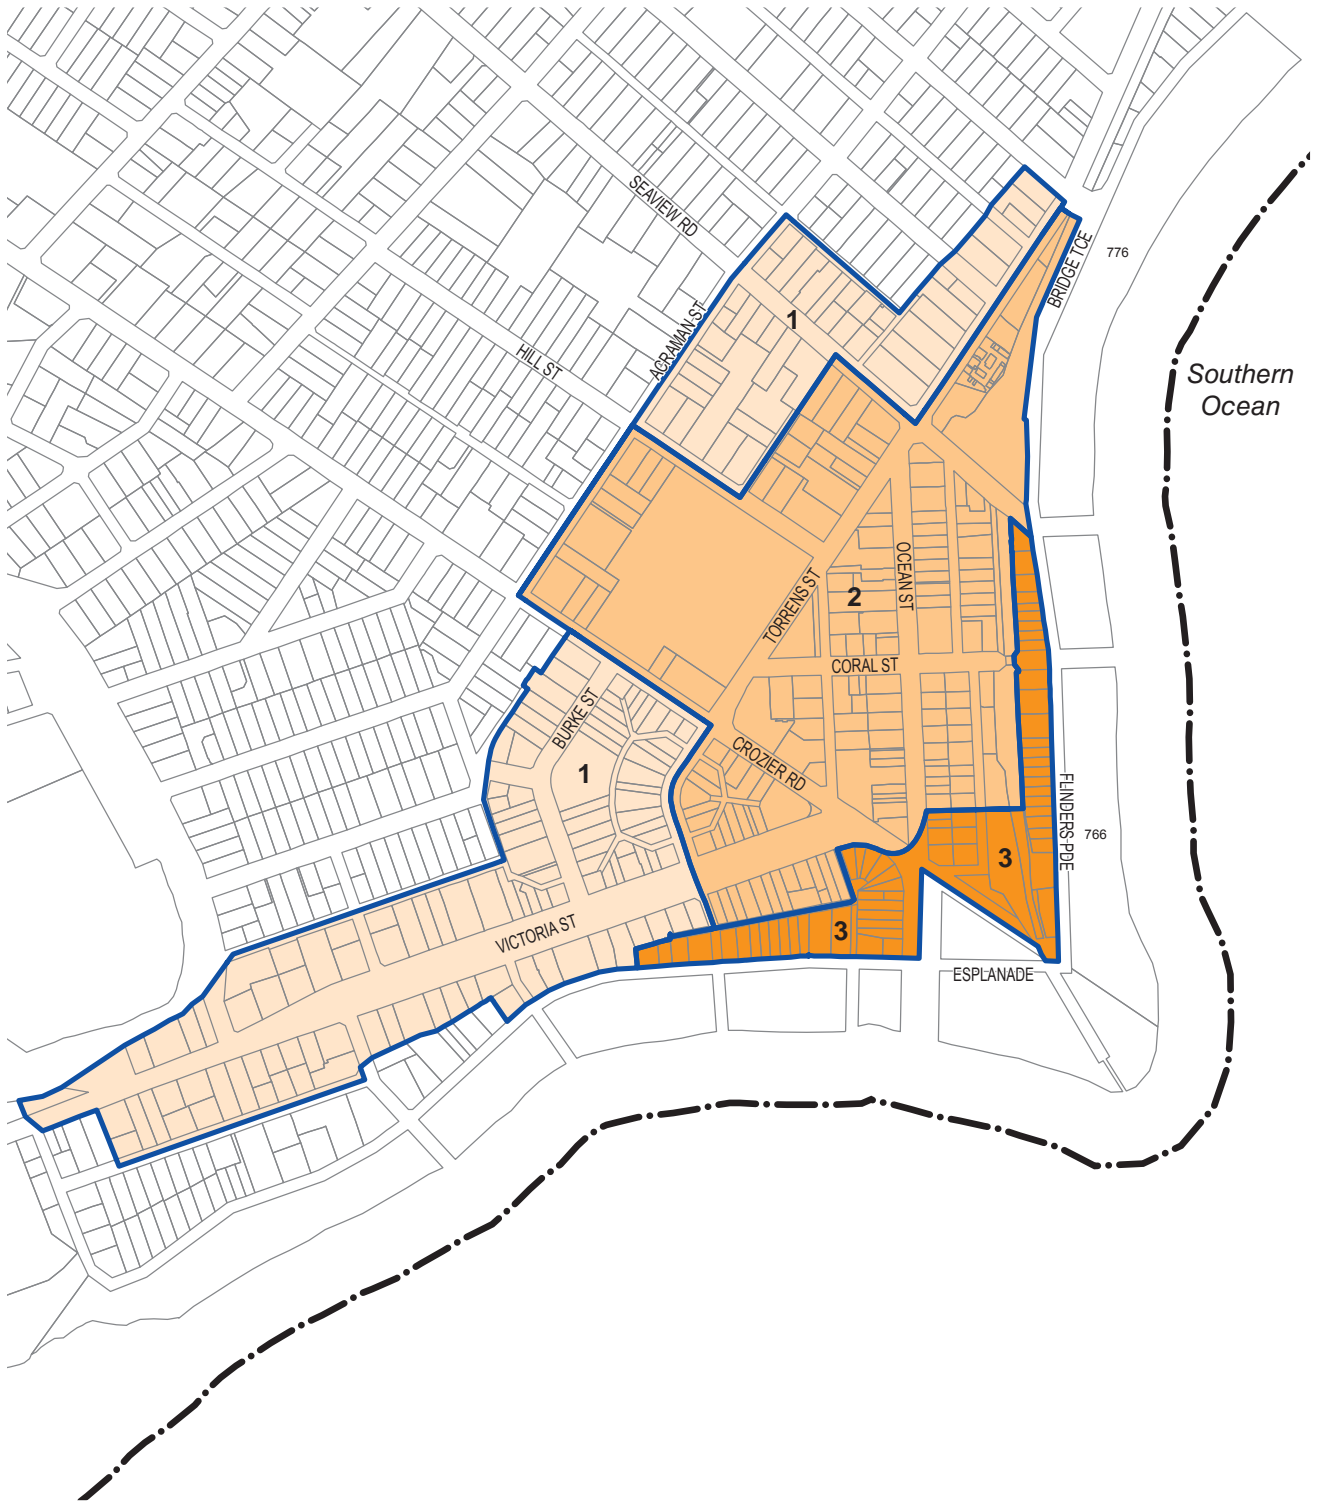 SEAVIEW RD
BRIDGE TCE
776
1
ACRAMAN ST
HILL ST
Southern
Ocean
OCEAN ST
TORRENS ST
2
CORAL ST
BURKE ST
CROZIER RD
1
FLINDERS PDE
766
3
VICTORIA ST
3
ESPLANADE